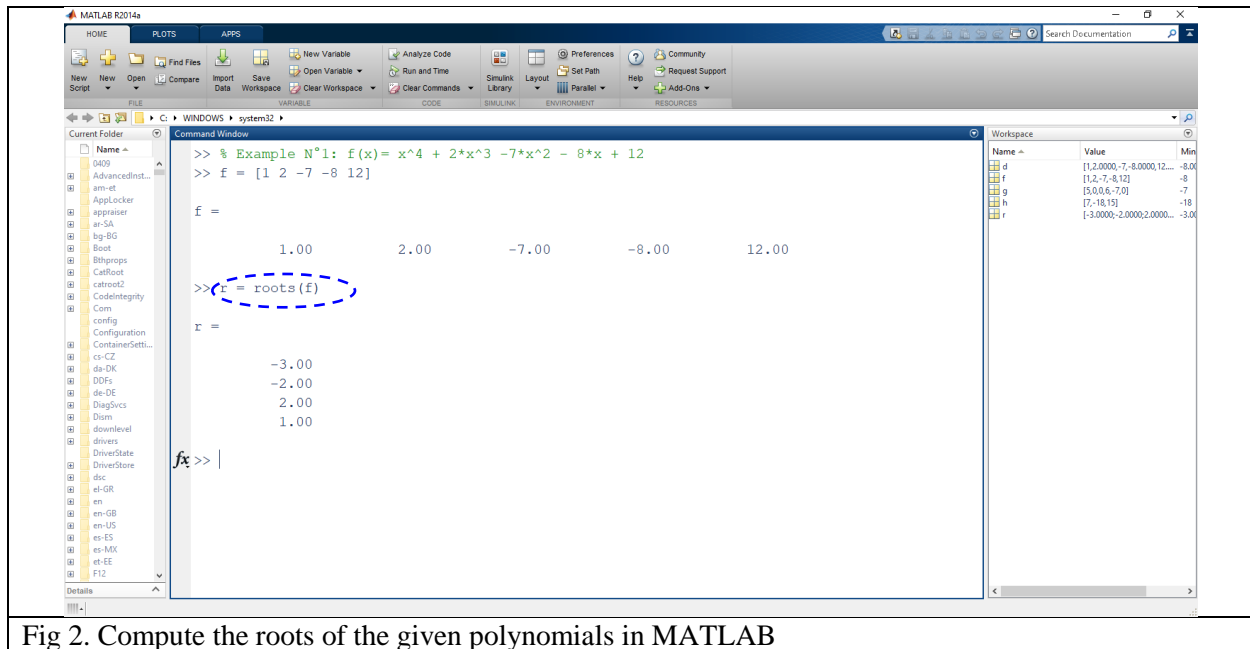 MATLAB R2014a
HOME PLOTS APPS
Search Documentation
New Script
New
Open
Find Files
Compare
Import Data
Save Workspace
New Variable
Open Variable
Clear Workspace
Analyze Code
Run and Time
Clear Commands
Simulink Library
Layout
Preferences
Set Path
Parallel
Help
Community
Request Support
Add-Ons
FILE VARIABLE CODE SIMULINK ENVIRONMENT RESOURCES
C: WINDOWS system32
Current Folder
Name
0409
AdvancedInst...
am-et
AppLocker
appraiser
ar-SA
bg-BG
Boot
Bthprops
CatRoot
catroot2
CodeIntegrity
Com
config
Configuration
ContainerSetti...
cs-CZ
da-DK
DDFs
de-DE
DiagSvcs
Dism
downlevel
drivers
DriverState
DriverStore
dsc
el-GR
en
en-GB
en-US
es-ES
es-MX
et-EE
F12
Details
Command Window
>> % Example N°1: f(x)= x^4 + 2*x^3 -7*x^2 - 8*x + 12
>> f = [1 2 -7 -8 12]
f =
1.00 2.00 -7.00 -8.00 12.00
>> r = roots(f)
r =
-3.00
-2.00
2.00
1.00
fx >>
Workspace
Name Value Min
d [1,2.0000,-7,-8.0000,12.... -8.00
f [1,2,-7,-8,12] -8
g [5,0,0,6,-7,0] -7
h [7,-18,15] -18
r [-3.0000;-2.0000;2.0000... -3.00
Fig 2. Compute the roots of the given polynomials in MATLAB